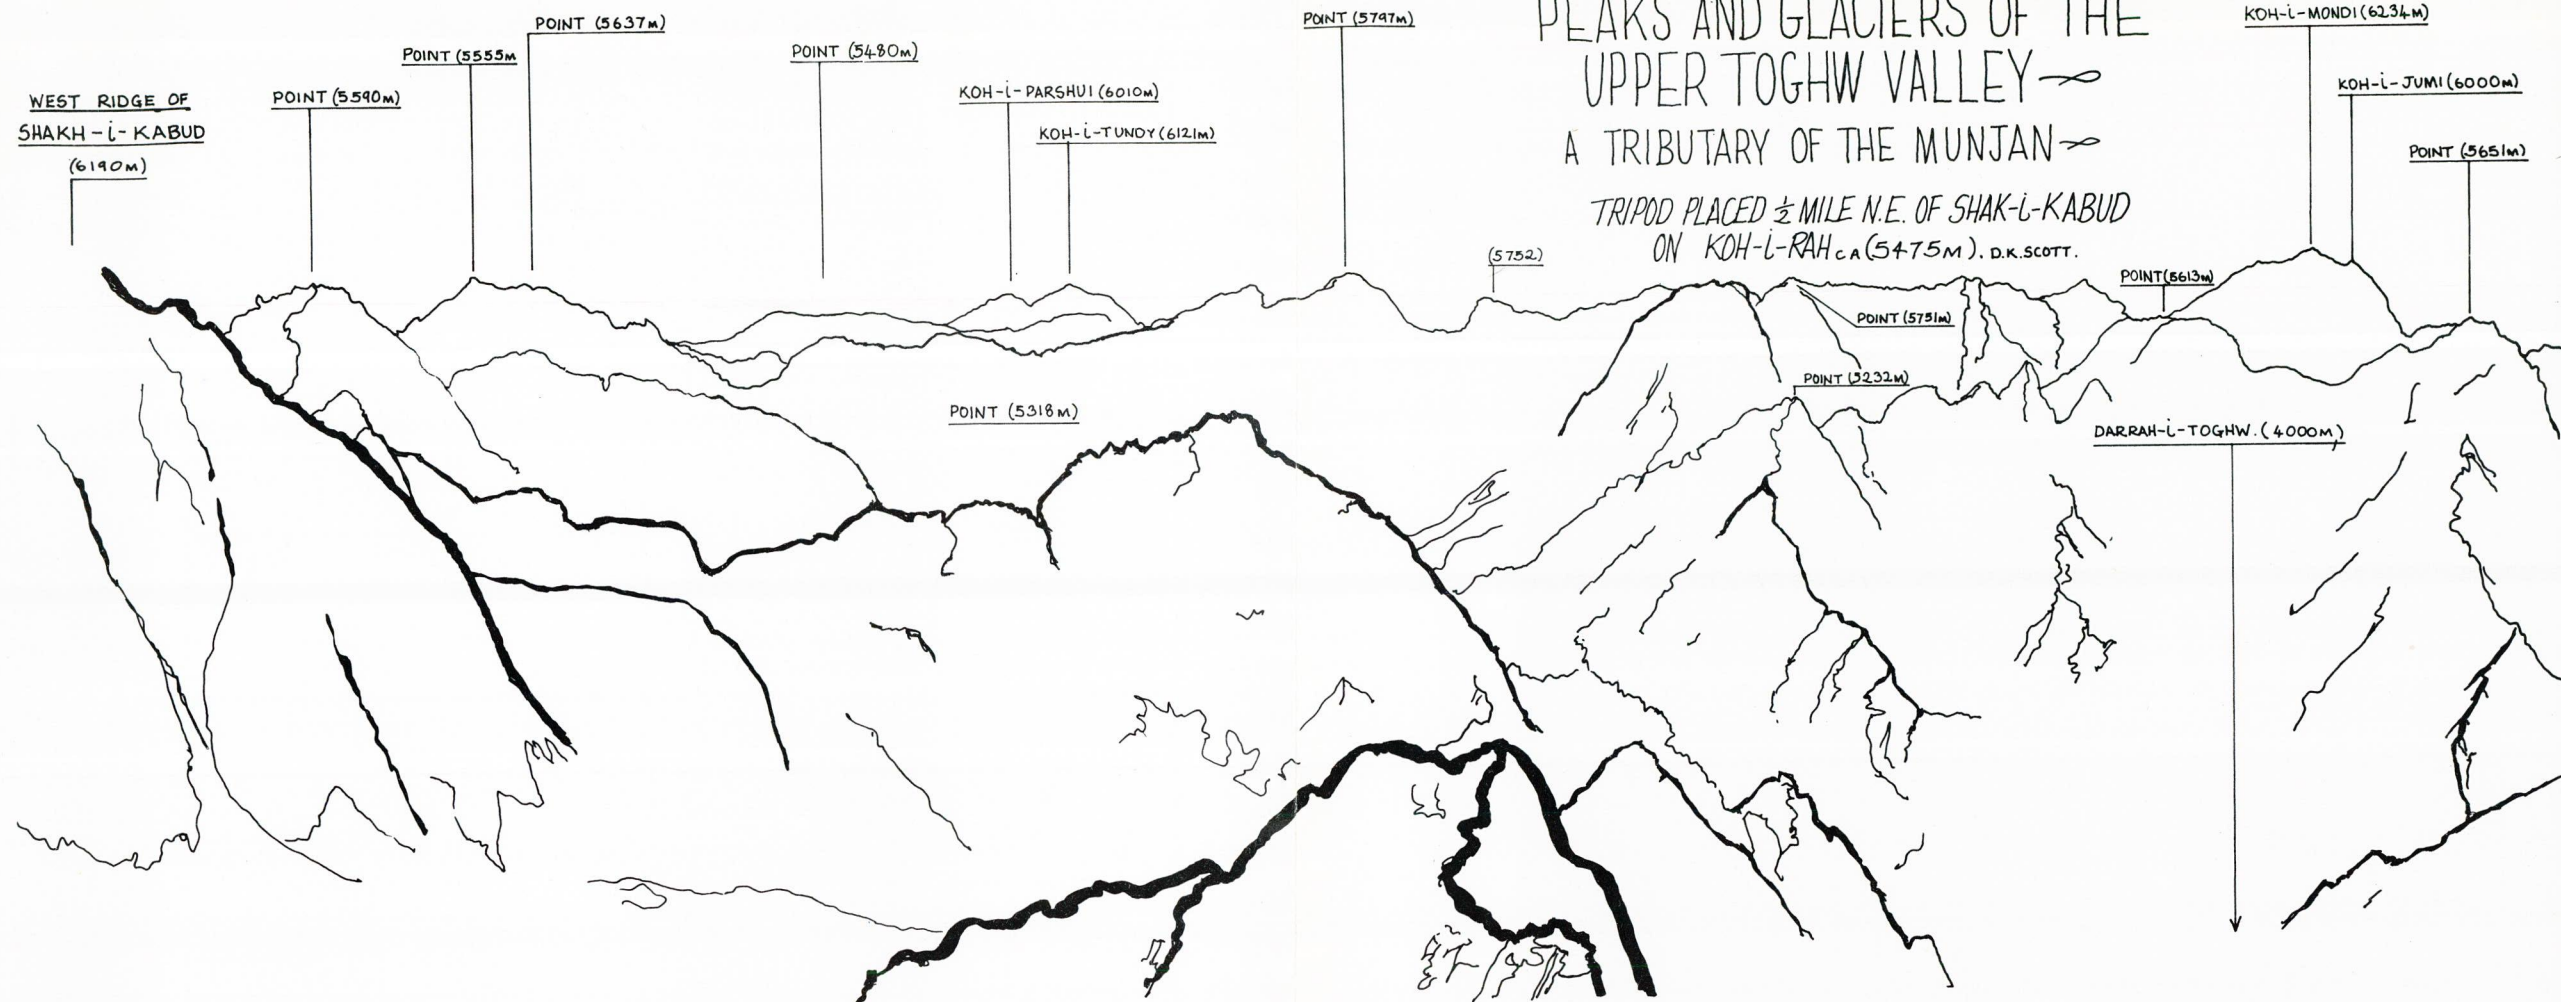 PEAKS AND GLACIERS OF THE
UPPER TOGHW VALLEY
A TRIBUTARY OF THE MUNJAN
TRIPOD PLACED ½ MILE N.E. OF SHAK-i-KABUD
ON KOH-i-RAH CA (5475M). D.K.SCOTT.
WEST RIDGE OF
SHAKH-i-KABUD
(6190M)
POINT (5590M)
POINT (5555M
POINT (5637M)
POINT (5480M)
KOH-i-PARSHUI (6010M)
KOH-i-TUNDY (6121M)
POINT (5797M)
(5752)
POINT (5751M)
POINT (5232M)
POINT (5613M)
KOH-i-MONDI (6234M)
KOH-i-JUMI (6000M)
POINT (5651M)
POINT (5318M)
DARRAH-i-TOGHW. (4000M)